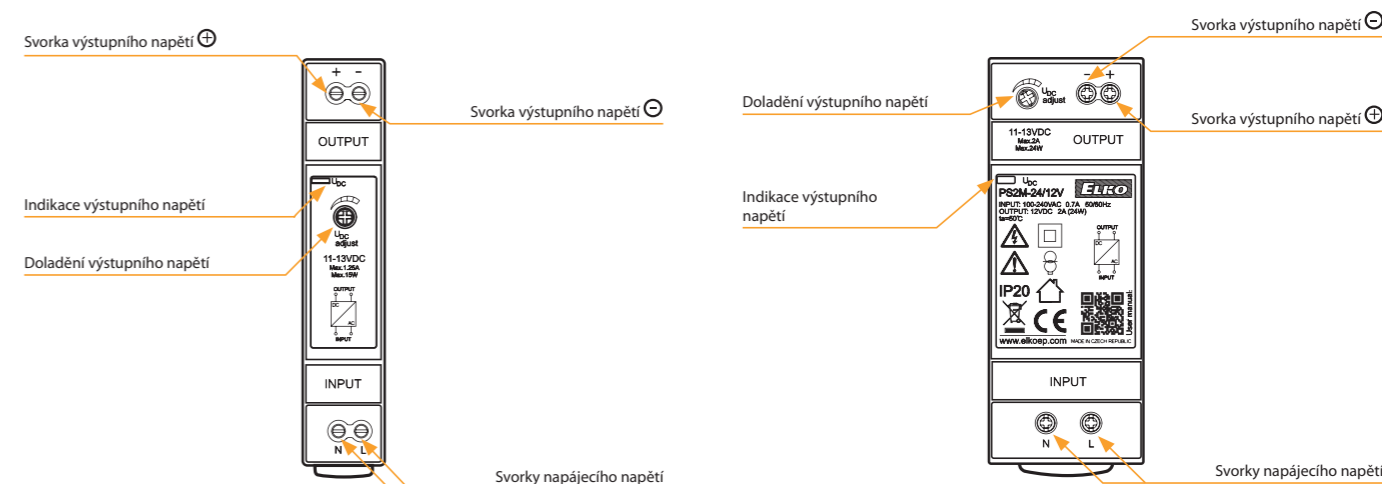 Svorka výstupního napětí ⊕
+ -
Svorka výstupního napětí ⊖
OUTPUT
UDC
Indikace výstupního napětí
UDC
adjust
Doladění výstupního napětí
11-13VDC
Max.1.25A
Max.15W
OUTPUT
DC
AC
INPUT
INPUT
N L
Svorky napájecího napětí
Svorka výstupního napětí ⊖
- +
Doladění výstupního napětí
UDC
adjust
Svorka výstupního napětí ⊕
11-13VDC
Max.2A
Max.24W
OUTPUT
UDC
PS2M-24/12V
ELKO
Indikace výstupního
napětí
INPUT: 100-240VAC 0.7A 50/60Hz
OUTPUT: 12VDC 2A (24W)
ta=50°C
OUTPUT
DC
AC
INPUT
IP20
CE
User manual:
www.elkoep.com MADE IN CZECH REPUBLIC
INPUT
N L
Svorky napájecího napětí